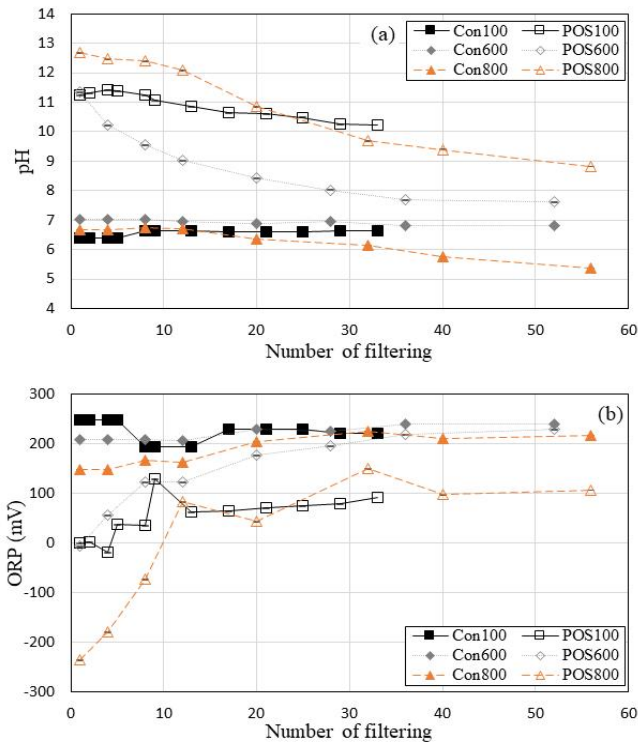 14
13
12
11
10
9
8
7
6
5
4
pH
(a)
Con100 POS100
Con600 POS600
Con800 POS800
0 10 20 30 40 50 60
Number of filtering
300
200
100
0
-100
-200
-300
ORP (mV)
(b)
Con100 POS100
Con600 POS600
Con800 POS800
0 10 20 30 40 50 60
Number of filtering